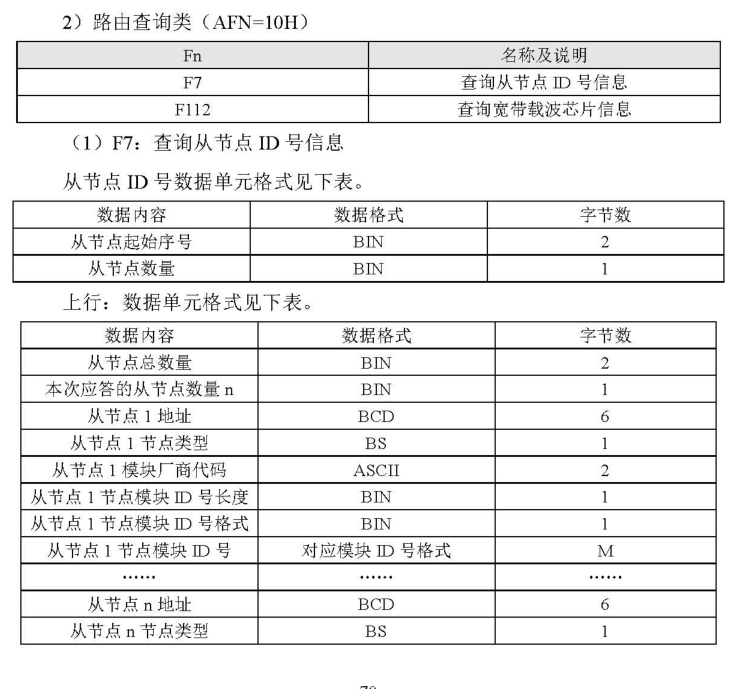 2）路由查询类（AFN=10H）
Fn 名称及说明
F7 查询从节点 ID 号信息
F112 查询宽带载波芯片信息
（1）F7：查询从节点 ID 号信息
从节点 ID 号数据单元格式见下表。
数据内容 数据格式 字节数
从节点起始序号 BIN 2
从节点数量 BIN 1
上行：数据单元格式见下表。
数据内容 数据格式 字节数
从节点总数量 BIN 2
本次应答的从节点数量 n BIN 1
从节点 1 地址 BCD 6
从节点 1 节点类型 BS 1
从节点 1 模块厂商代码 ASCII 2
从节点 1 节点模块 ID 号长度 BIN 1
从节点 1 节点模块 ID 号格式 BIN 1
从节点 1 节点模块 ID 号 对应模块 ID 号格式 M
…… …… ……
从节点 n 地址 BCD 6
从节点 n 节点类型 BS 1